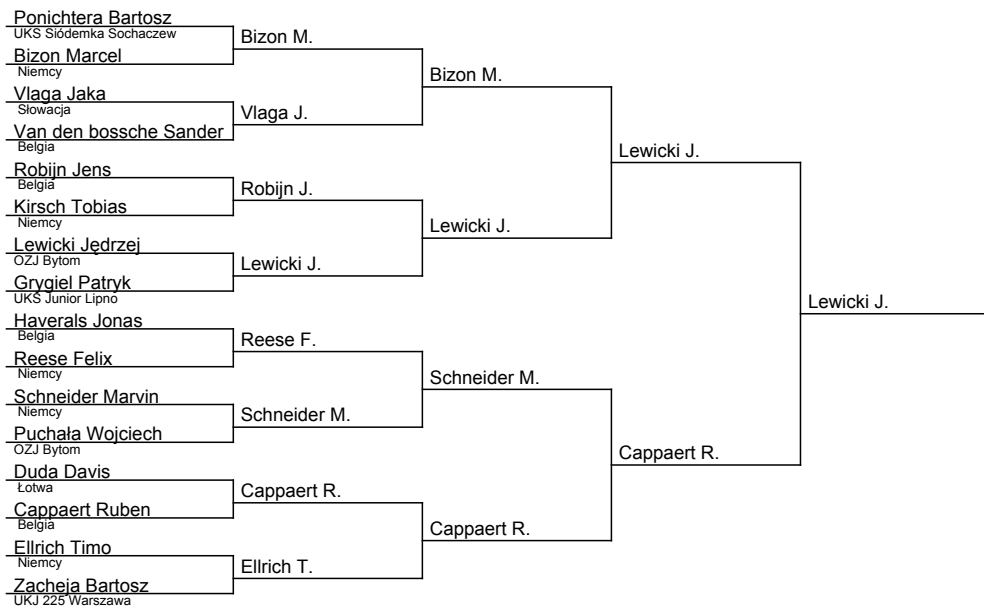 Ponichtera Bartosz
UKS Siódemka Sochaczew
Bizon Marcel
Niemcy
Vlaga Jaka
Słowacja
Van den bossche Sander
Belgia
Robijn Jens
Belgia
Kirsch Tobias
Niemcy
Lewicki Jędrzej
OZJ Bytom
Grygiel Patryk
UKS Junior Lipno
Haverals Jonas
Belgia
Reese Felix
Niemcy
Schneider Marvin
Niemcy
Puchała Wojciech
OZJ Bytom
Duda Davis
Łotwa
Cappaert Ruben
Belgia
Ellrich Timo
Niemcy
Zacheja Bartosz
UKJ 225 Warszawa
Bizon M.
Vlaga J.
Robijn J.
Lewicki J.
Reese F.
Schneider M.
Cappaert R.
Ellrich T.
Bizon M.
Lewicki J.
Schneider M.
Cappaert R.
Lewicki J.
Cappaert R.
Lewicki J.